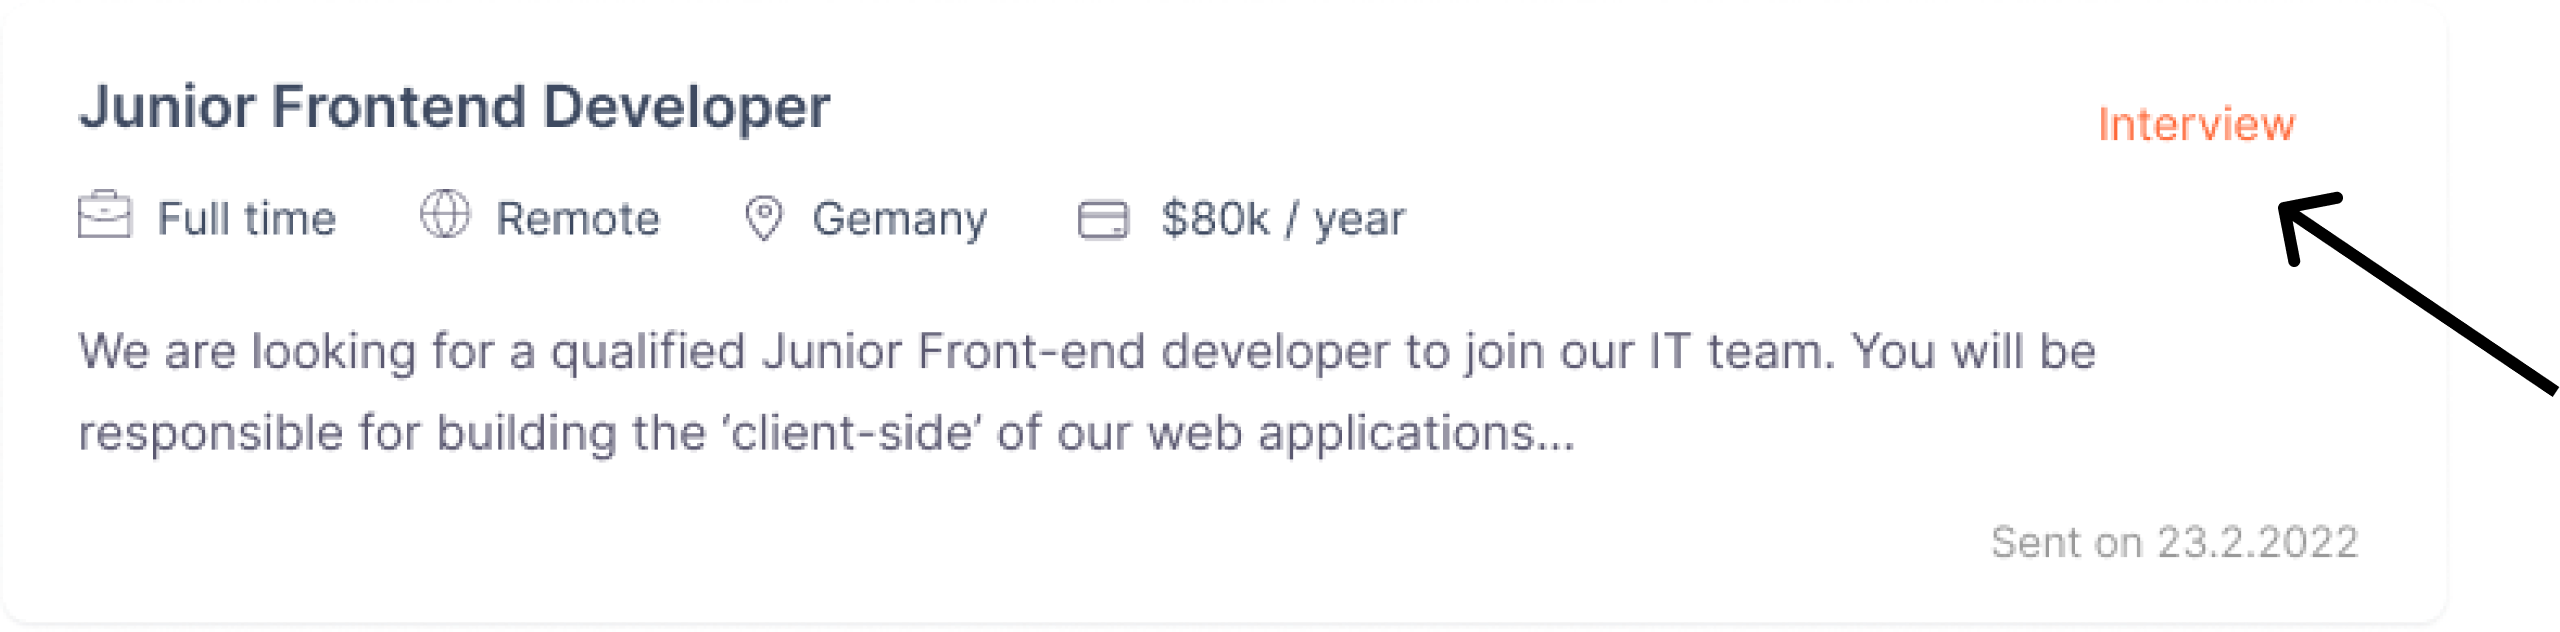 Junior Frontend Developer
Interview
Full time Remote Gemany $80k / year
We are looking for a qualified Junior Front-end developer to join our IT team. You will be
responsible for building the ‘client-side’ of our web applications...
Sent on 23.2.2022